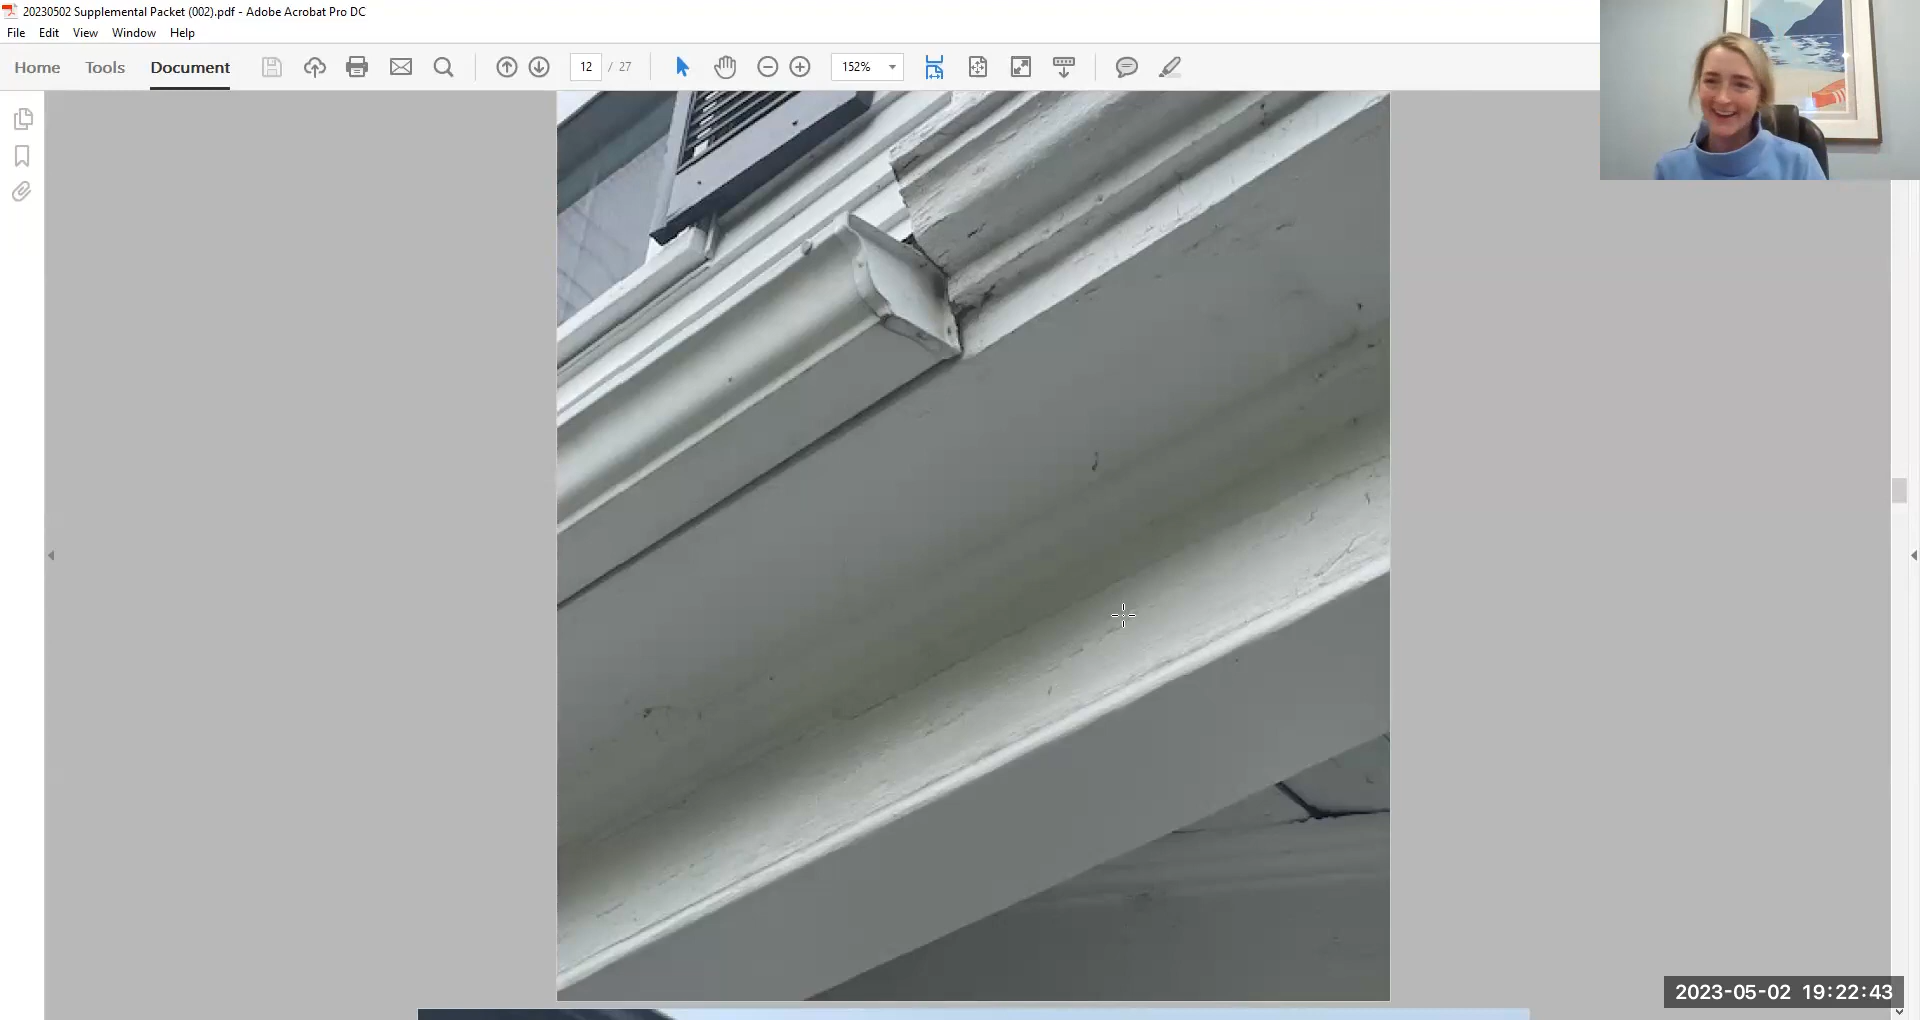 20230502 Supplemental Packet (002).pdf - Adobe Acrobat Pro DC
File Edit View Window Help
Home Tools Document 12 / 27 152%
2023-05-02 19:22:43